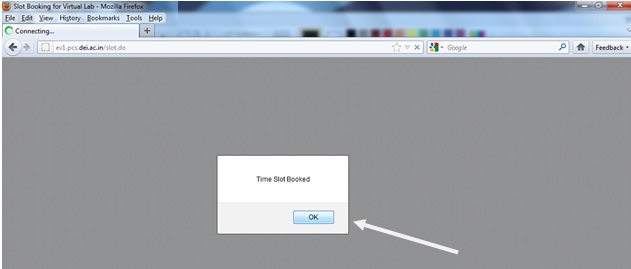 Slot Booking for Virtual Lab - Mozilla Firefox
File Edit View History Bookmarks Tools Help
Connecting... +
ev1.pcs.dei.ac.in/slot.do Google Feedback
Time Slot Booked
OK